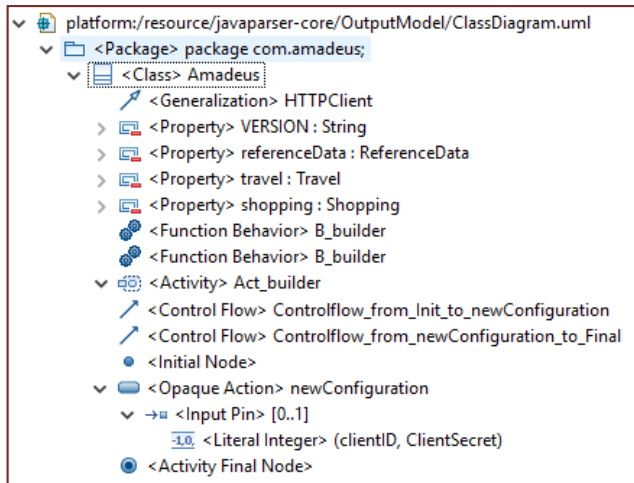 platform:/resource/javaparser-core/OutputModel/ClassDiagram.uml
<Package> package com.amadeus;
<Class> Amadeus
<Generalization> HTTPClient
<Property> VERSION : String
<Property> referenceData : ReferenceData
<Property> travel : Travel
<Property> shopping : Shopping
<Function Behavior> B_builder
<Function Behavior> B_builder
<Activity> Act_builder
<Control Flow> Controlflow_from_Init_to_newConfiguration
<Control Flow> Controlflow_from_newConfiguration_to_Final
<Initial Node>
<Opaque Action> newConfiguration
<Input Pin> [0..1]
-1,0, <Literal Integer> (clientID, ClientSecret)
<Activity Final Node>